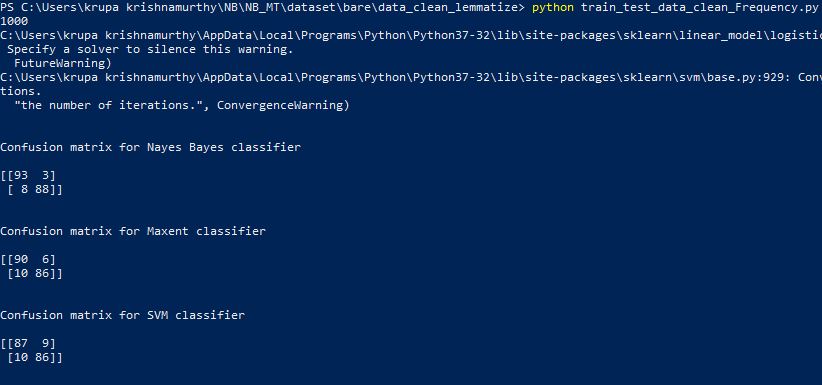 PS C:\Users\krupa krishnamurthy\NB\NB_MT\dataset\bare\data_clean_lemmatize> python train_test_data_clean_Frequency.py
1000
C:\Users\krupa krishnamurthy\AppData\Local\Programs\Python\Python37-32\lib\site-packages\sklearn\linear_model\logistic
 Specify a solver to silence this warning.
  FutureWarning)
C:\Users\krupa krishnamurthy\AppData\Local\Programs\Python\Python37-32\lib\site-packages\sklearn\svm\base.py:929: Conv
tions.
  "the number of iterations.", ConvergenceWarning)
Confusion matrix for Nayes Bayes classifier
[[93  3]
 [ 8 88]]
Confusion matrix for Maxent classifier
[[90  6]
 [10 86]]
Confusion matrix for SVM classifier
[[87  9]
 [10 86]]